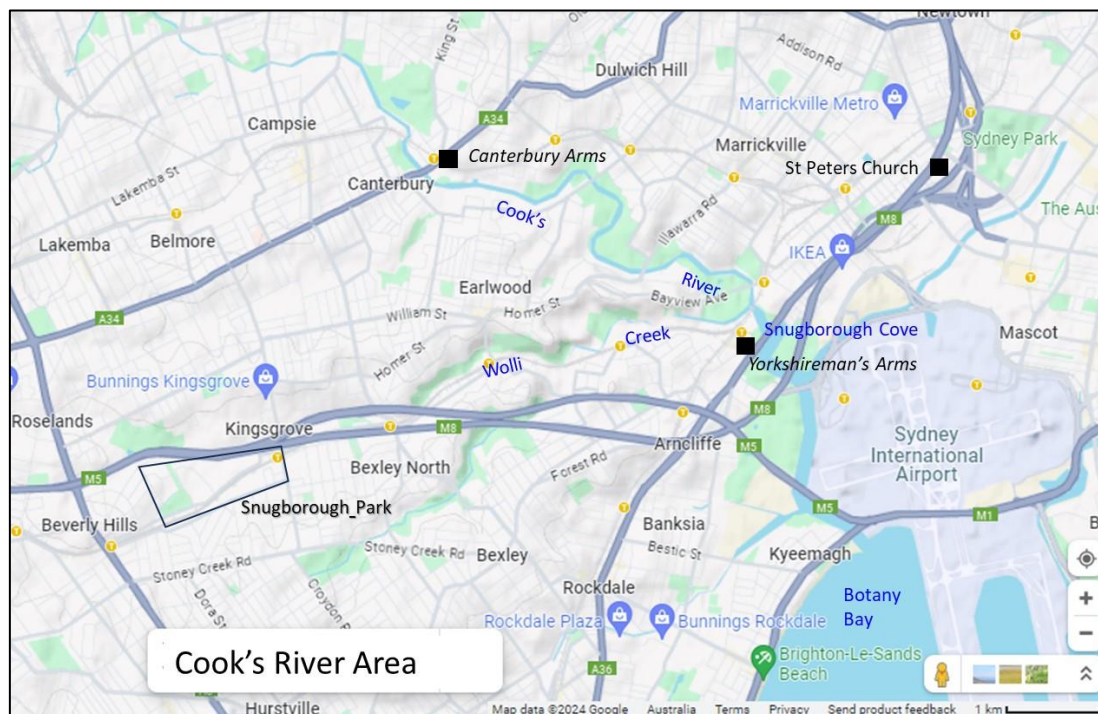 Newtown
Addison Rd
King St
Dulwich Hill
Marrickville Metro
A34
Campsie
Canterbury Arms
Marrickville
St Peters Church
Sydney Park
Canterbury
Lakemba St
Cook's
Illawarra Rd
M8
The Aus
Lakemba
Belmore
IKEA
Earlwood
River
Bayview Ave
Homer St
William St
A34
Creek
Snugborough Cove
Mascot
Homer St
Wolli
Yorkshireman's Arms
Bunnings Kingsgrove
Roselands
Kingsgrove
M8
M8
Arncliffe
M5
Sydney
International
Airport
Bexley North
Forest Rd
M5
Snugborough_Park
M5
M1
Beverly Hills
Banksia
Stoney Creek Rd
Bexley
Bestic St
Kyeemagh
Stoney Creek Rd
Rockdale
Dora St
Croydon Rd
Botany
Bay
Rockdale Plaza
Bunnings Rockdale
Cook's River Area
A36
Brighton-Le-Sands
Beach
Hurstville
Map data ©2024 Google
Australia
Terms
Privacy
Send product feedback
1 km